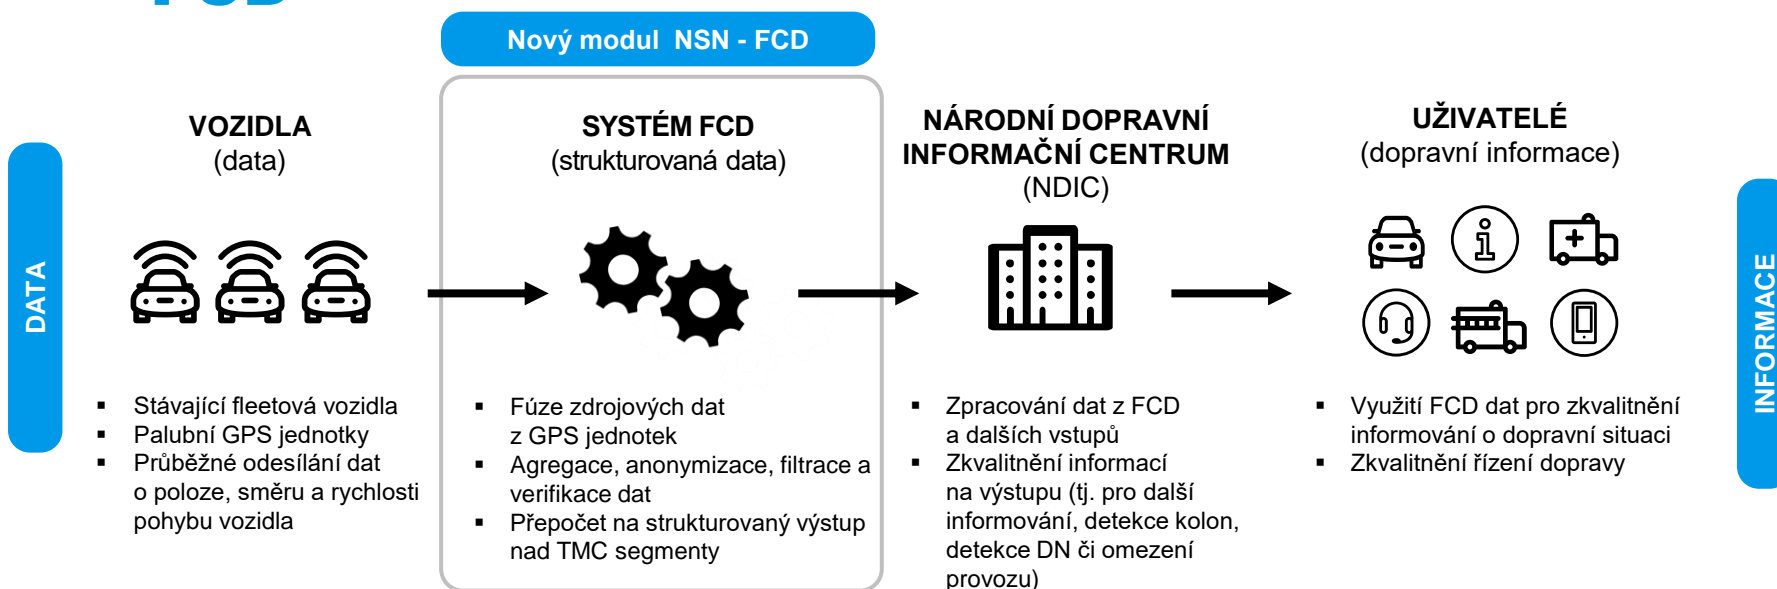 FCD
Nový modul NSN - FCD
DATA
VOZIDLA
(data)
▪ Stávající fleetová vozidla
▪ Palubní GPS jednotky
▪ Průběžné odesílání dat
o poloze, směru a rychlosti
pohybu vozidla
SYSTÉM FCD
(strukturovaná data)
▪ Fúze zdrojových dat
z GPS jednotek
▪ Agregace, anonymizace, filtrace a
verifikace dat
▪ Přepočet na strukturovaný výstup
nad TMC segmenty
NÁRODNÍ DOPRAVNÍ
INFORMAČNÍ CENTRUM
(NDIC)
▪ Zpracování dat z FCD
a dalších vstupů
▪ Zkvalitnění informací
na výstupu (tj. pro další
informování, detekce kolon,
detekce DN či omezení
provozu)
UŽIVATELÉ
(dopravní informace)
▪ Využití FCD dat pro zkvalitnění
informování o dopravní situaci
▪ Zkvalitnění řízení dopravy
INFORMACE